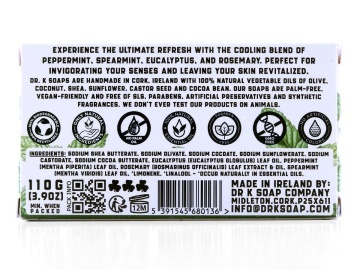 EXPERIENCE THE ULTIMATE REFRESH WITH THE COOLING BLEND OF
PEPPERMINT, SPEARMINT, EUCALYPTUS, AND ROSEMARY. PERFECT FOR
INVIGORATING YOUR SENSES AND LEAVING YOUR SKIN REVITALIZED.
DR. K SOAPS ARE HANDMADE IN CORK, IRELAND WITH 100% NATURAL VEGETABLE OILS OF OLIVE,
COCONUT, SHEA, SUNFLOWER, CASTOR SEED AND COCOA BEAN. OUR SOAPS ARE PALM-FREE,
VEGAN-FRIENDLY AND FREE OF SLS, PARABENS, ARTIFICIAL PRESERVATIVES AND SYNTHETIC
FRAGRANCES. WE DON'T EVER TEST OUR PRODUCTS ON ANIMALS.
INGREDIENTS: SODIUM SHEA BUTTERATE, SODIUM OLIVATE, SODIUM COCOATE, SODIUM SUNFLOWERATE, SODIUM
CASTORATE, SODIUM COCOA BUTTERATE, EUCALYPTUS (EUCALYPTUS GLOBULUS) LEAF OIL, PEPPERMINT
(MENTHA PIPERITA) LEAF OIL, ROSEMARY (ROSMARINUS OFFICINALIS) LEAF EXTRACT & OIL, SPEARMINT
(MENTHA VIRIDIS) LEAF OIL, *LIMONENE, *LINALOOL - *OCCUR NATURALLY IN ESSENTIAL OILS.
110G
(3.9OZ)
MIN. WHEN
PACKED
PACK INFO
12M
5391545680136
MADE IN IRELAND BY:
DR K SOAP COMPANY
MIDLETON, CORK, P25X611
INFO@DRKSOAP.COM